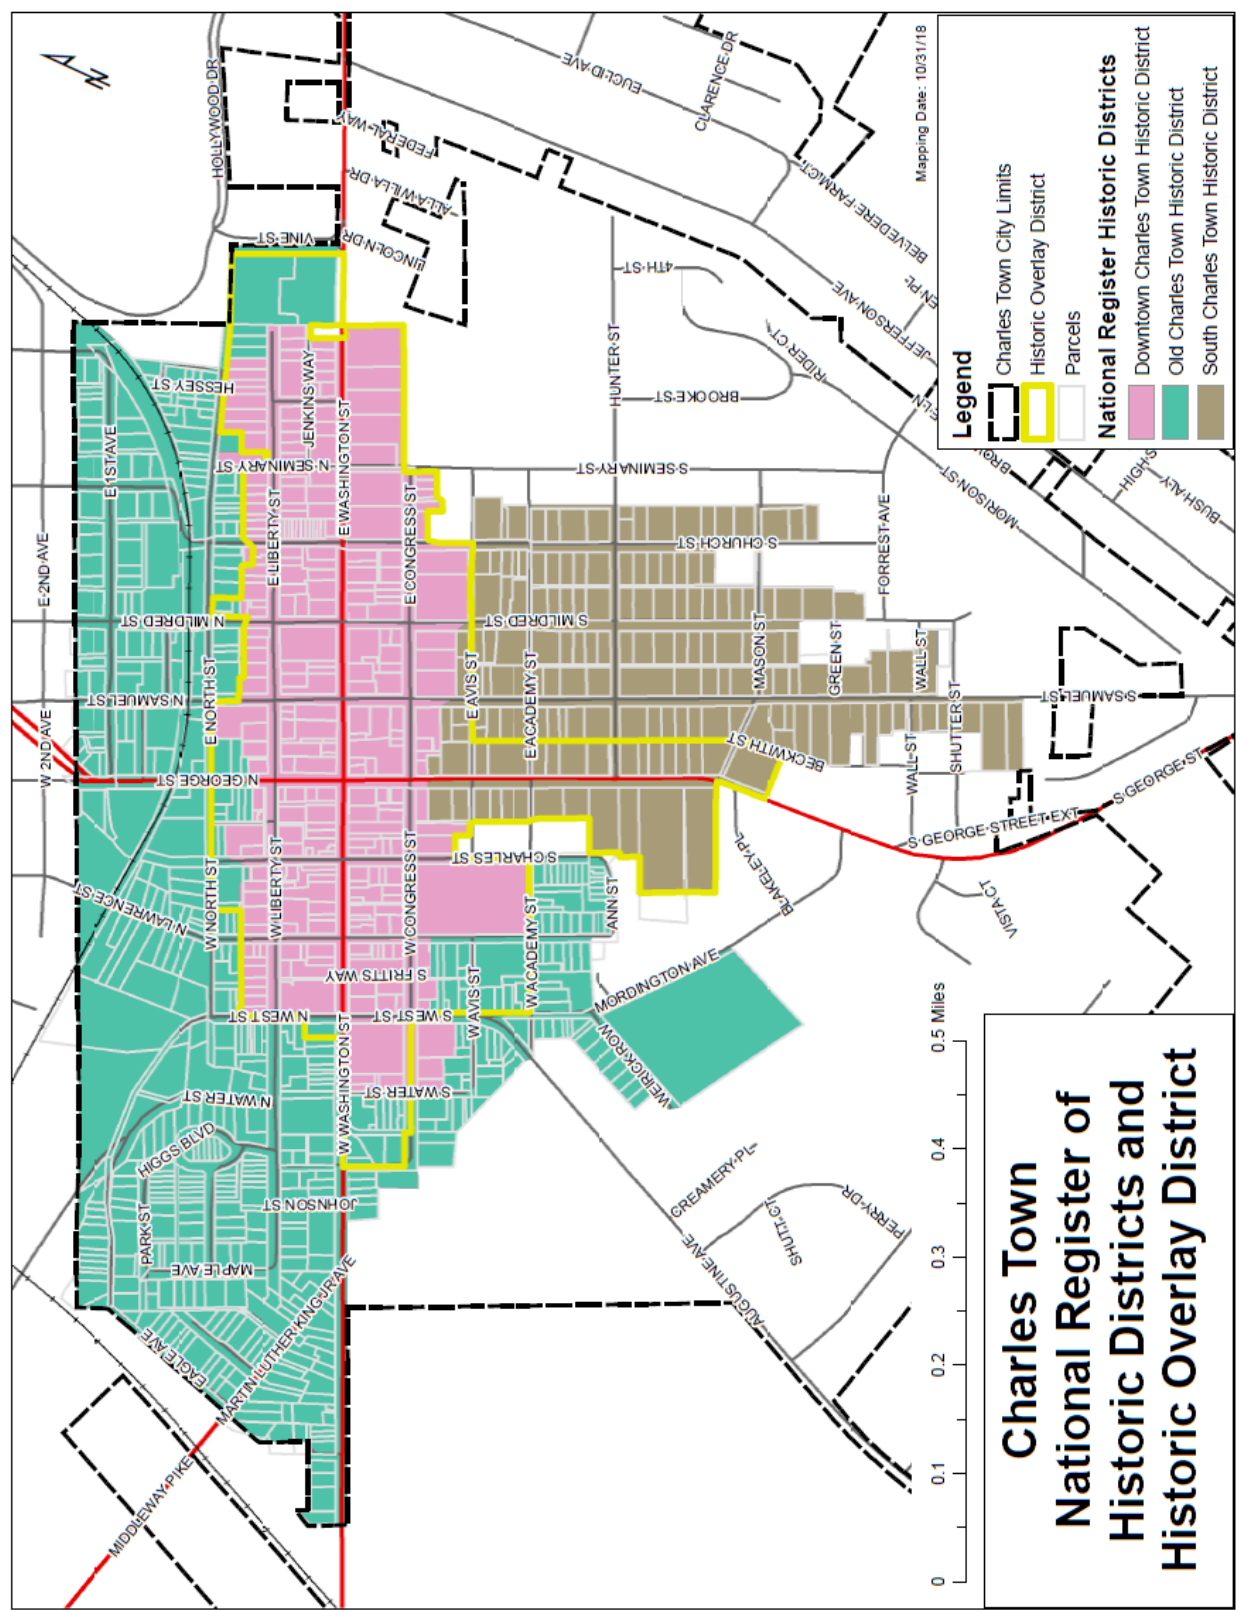 Charles Town
National Register of
Historic Districts and
Historic Overlay District
0
0.1
0.2
0.3
0.4
0.5 Miles
Legend
Charles Town City Limits
Historic Overlay District
Parcels
National Register Historic Districts
Downtown Charles Town Historic District
Old Charles Town Historic District
South Charles Town Historic District
Mapping Date: 10/31/18
N
MIDDLEWAY PIKE
EAGLE AVE
MARTIN LUTHER KING JR AVE
MAPLE AVE
PARK ST
HIGGS BLVD
JOHNSON ST
N WATER ST
S WATER ST
W WASHINGTON ST
N WEST ST
S WEST ST
S FRITTS WAY
W AVIS ST
W ACADEMY ST
W CONGRESS ST
W LIBERTY ST
W NORTH ST
N LAWRENCE ST
S CHARLES ST
ANN ST
MORDINGTON AVE
WEIRICK ROW
CREAMERY PL
SHUTT CT
PERRY DR
AUGUSTINE AVE
BLAKELEY PL
VISTA CT
W 2ND AVE
E 2ND AVE
N GEORGE ST
N SAMUEL ST
E NORTH ST
N MILDRED ST
E 1ST AVE
E LIBERTY ST
N SEMINARY ST
HESSEY ST
JENKINS WAY
E WASHINGTON ST
E CONGRESS ST
E AVIS ST
E ACADEMY ST
S MILDRED ST
S CHURCH ST
S SEMINARY ST
MASON ST
GREEN ST
WALL ST
WALL ST
SHUTTER ST
BECKWITH ST
S SAMUEL ST
S GEORGE STREET EXT
S GEORGE ST
FORREST AVE
MORISON ST
HUNTER ST
BROOKE ST
RIDER CT
4TH ST
VINE ST
LINCOLN DR
ALLAWILLA DR
FEDERAL WAY
HOLLYWOOD DR
EUCLID AVE
CLARENCE DR
BELVEDERE FARM CT
JEFFERSON AVE
EN PL
ELN
BRO
HIGH S
BUSH ALY